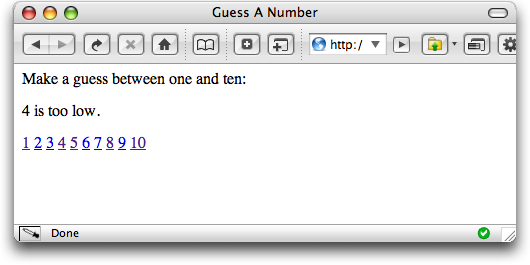 Guess A Number
http:/
Make a guess between one and ten:
4 is too low.
1 2 3 4 5 6 7 8 9 10
Done